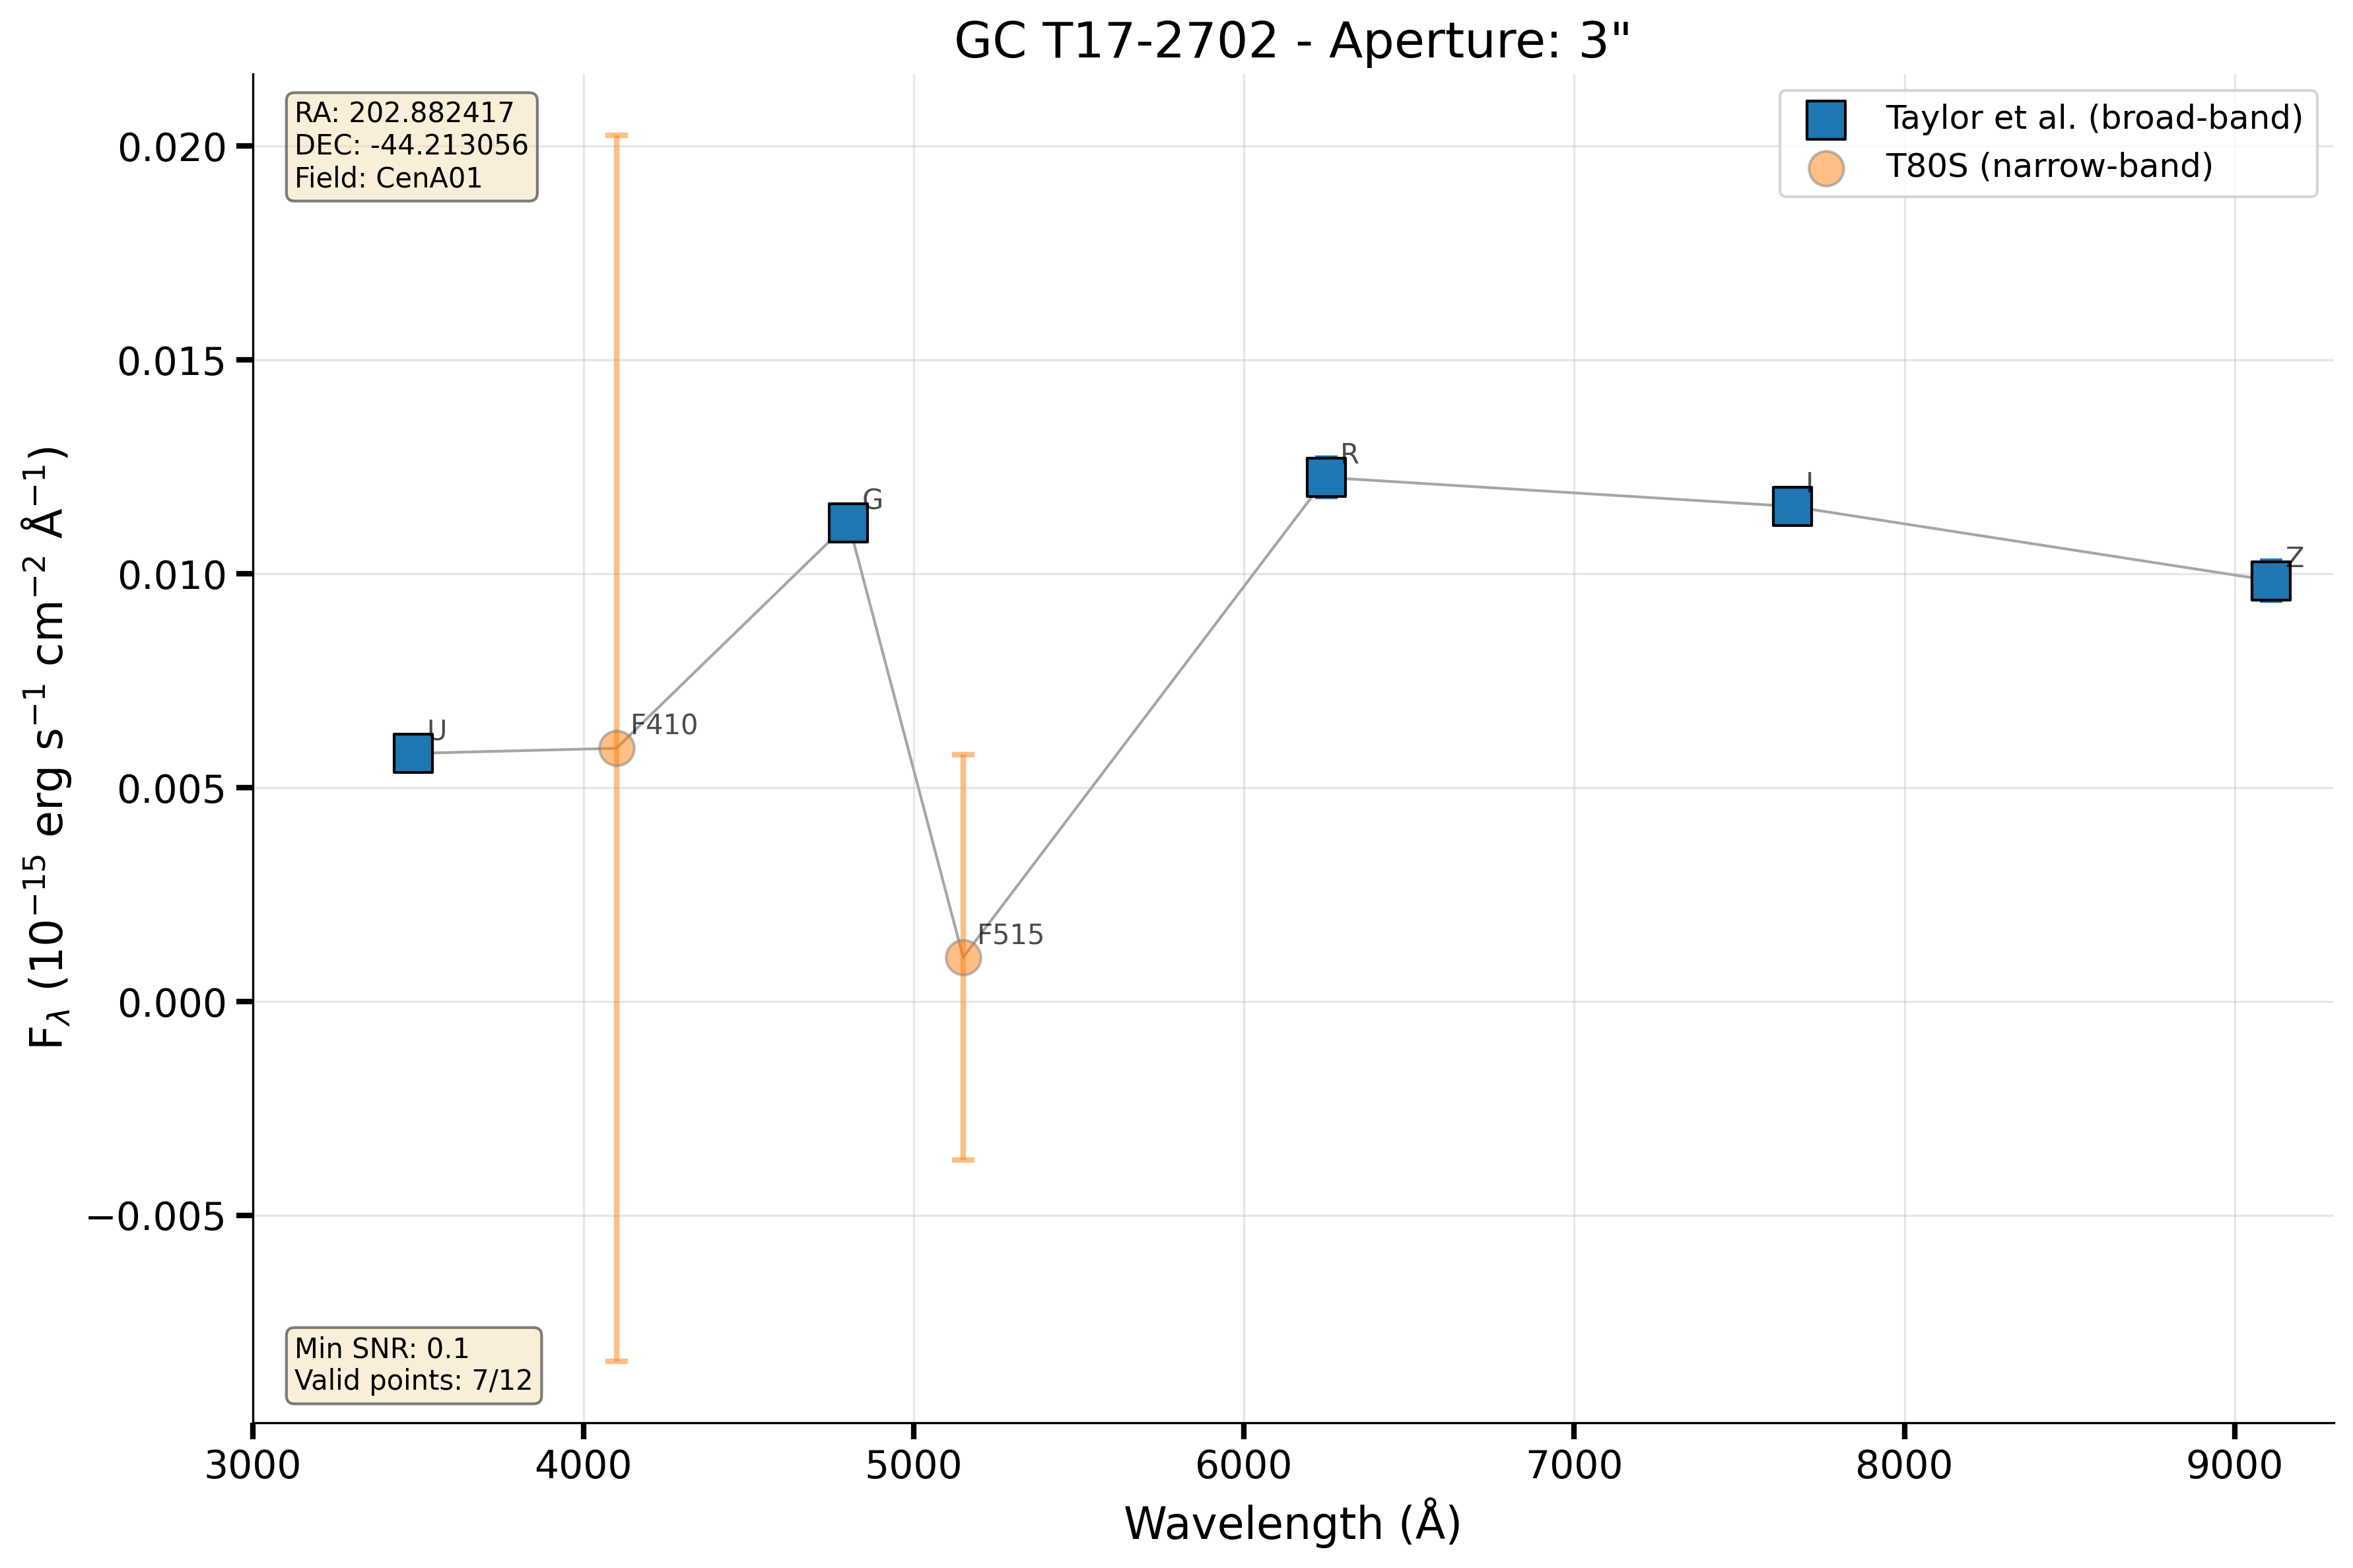 GC T17-2702 - Aperture: 3"
RA: 202.882417
DEC: -44.213056
Field: CenA01
Taylor et al. (broad-band)
T80S (narrow-band)
0.020
0.015
0.010
0.005
0.000
−0.005
F_λ (10⁻¹⁵ erg s⁻¹ cm⁻² Å⁻¹)
U
F410
G
F515
R
I
Z
Min SNR: 0.1
Valid points: 7/12
3000 4000 5000 6000 7000 8000 9000
Wavelength (Å)